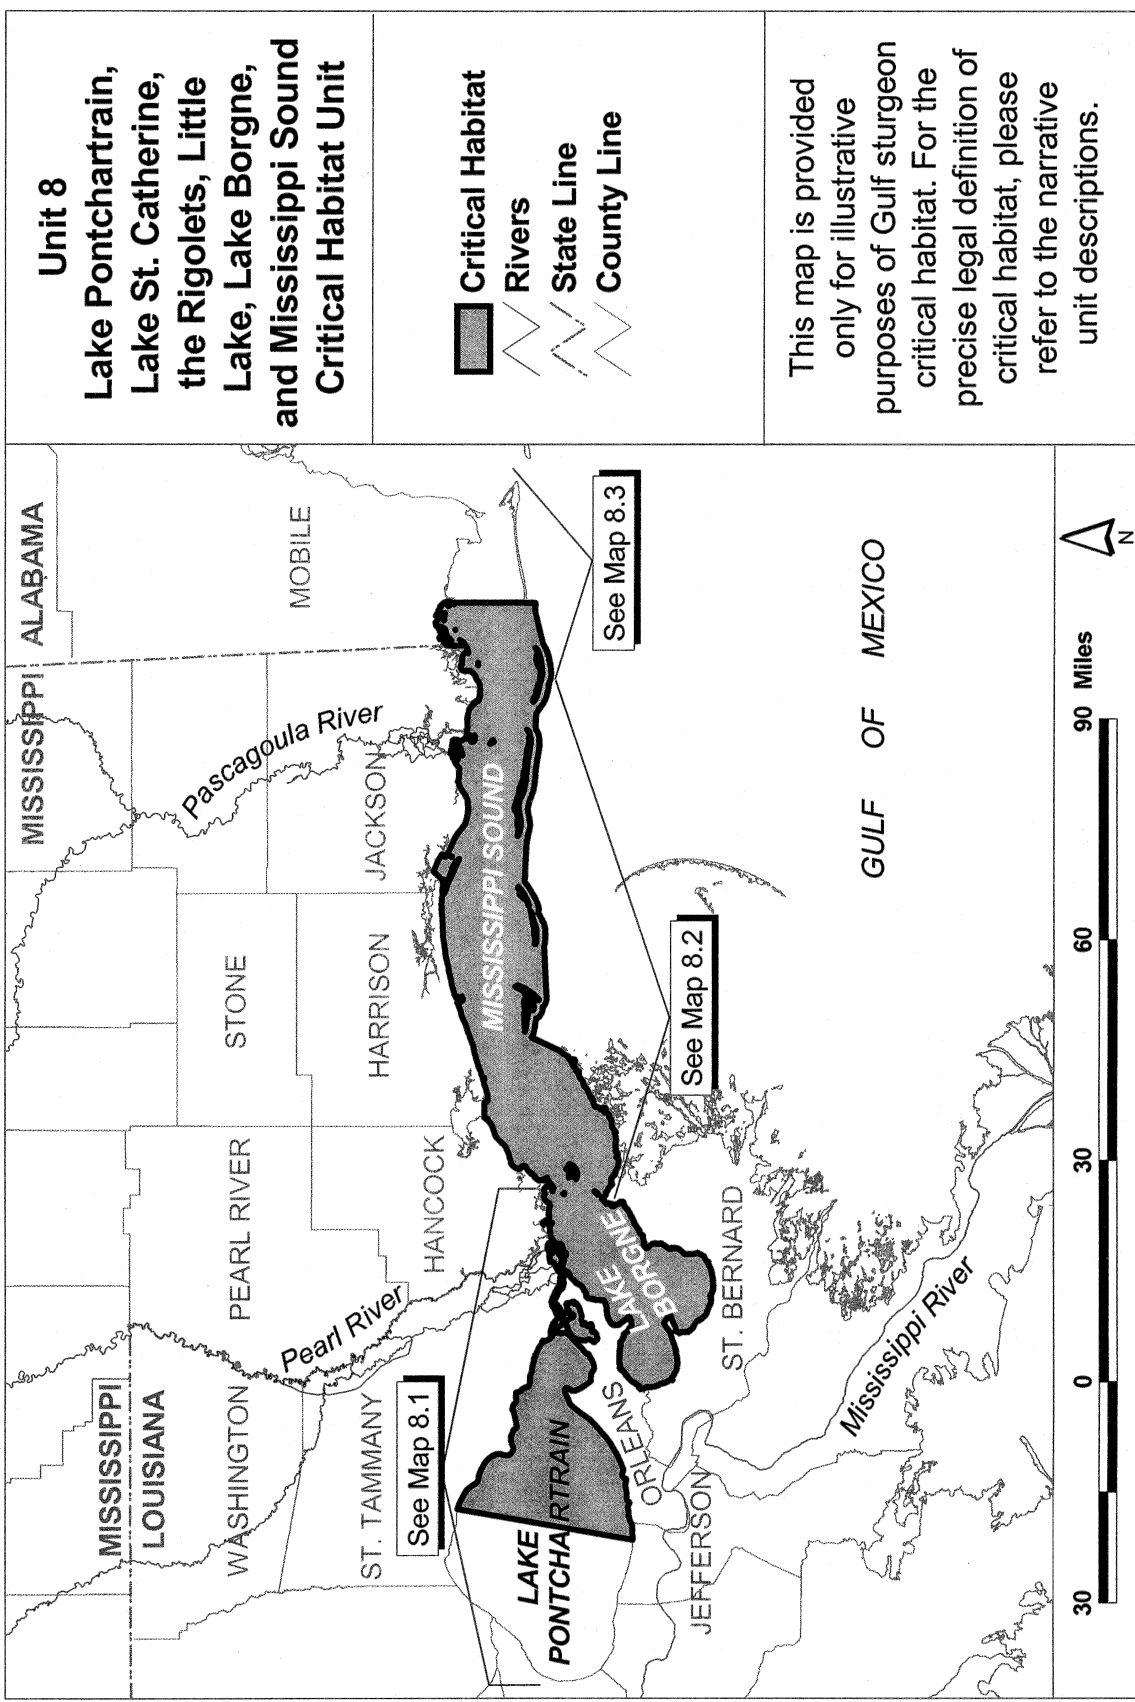 Unit 8
Lake Pontchartrain,
Lake St. Catherine,
the Rigolets, Little
Lake, Lake Borgne,
and Mississippi Sound
Critical Habitat Unit
Critical Habitat
Rivers
State Line
County Line
This map is provided
only for illustrative
purposes of Gulf sturgeon
critical habitat. For the
precise legal definition of
critical habitat, please
refer to the narrative
unit descriptions.
MISSISSIPPI
LOUISIANA
MISSISSIPPI
ALABAMA
WASHINGTON
PEARL RIVER
STONE
MOBILE
Pearl River
Pascagoula River
ST. TAMMANY
HANCOCK
HARRISON
JACKSON
See Map 8.1
MISSISSIPPI SOUND
LAKE
PONTCHARTRAIN
LAKE
BORGNE
ORLEANS
JEFFERSON
ST. BERNARD
See Map 8.2
See Map 8.3
Mississippi River
GULF OF MEXICO
30 0 30 60 90 Miles
N